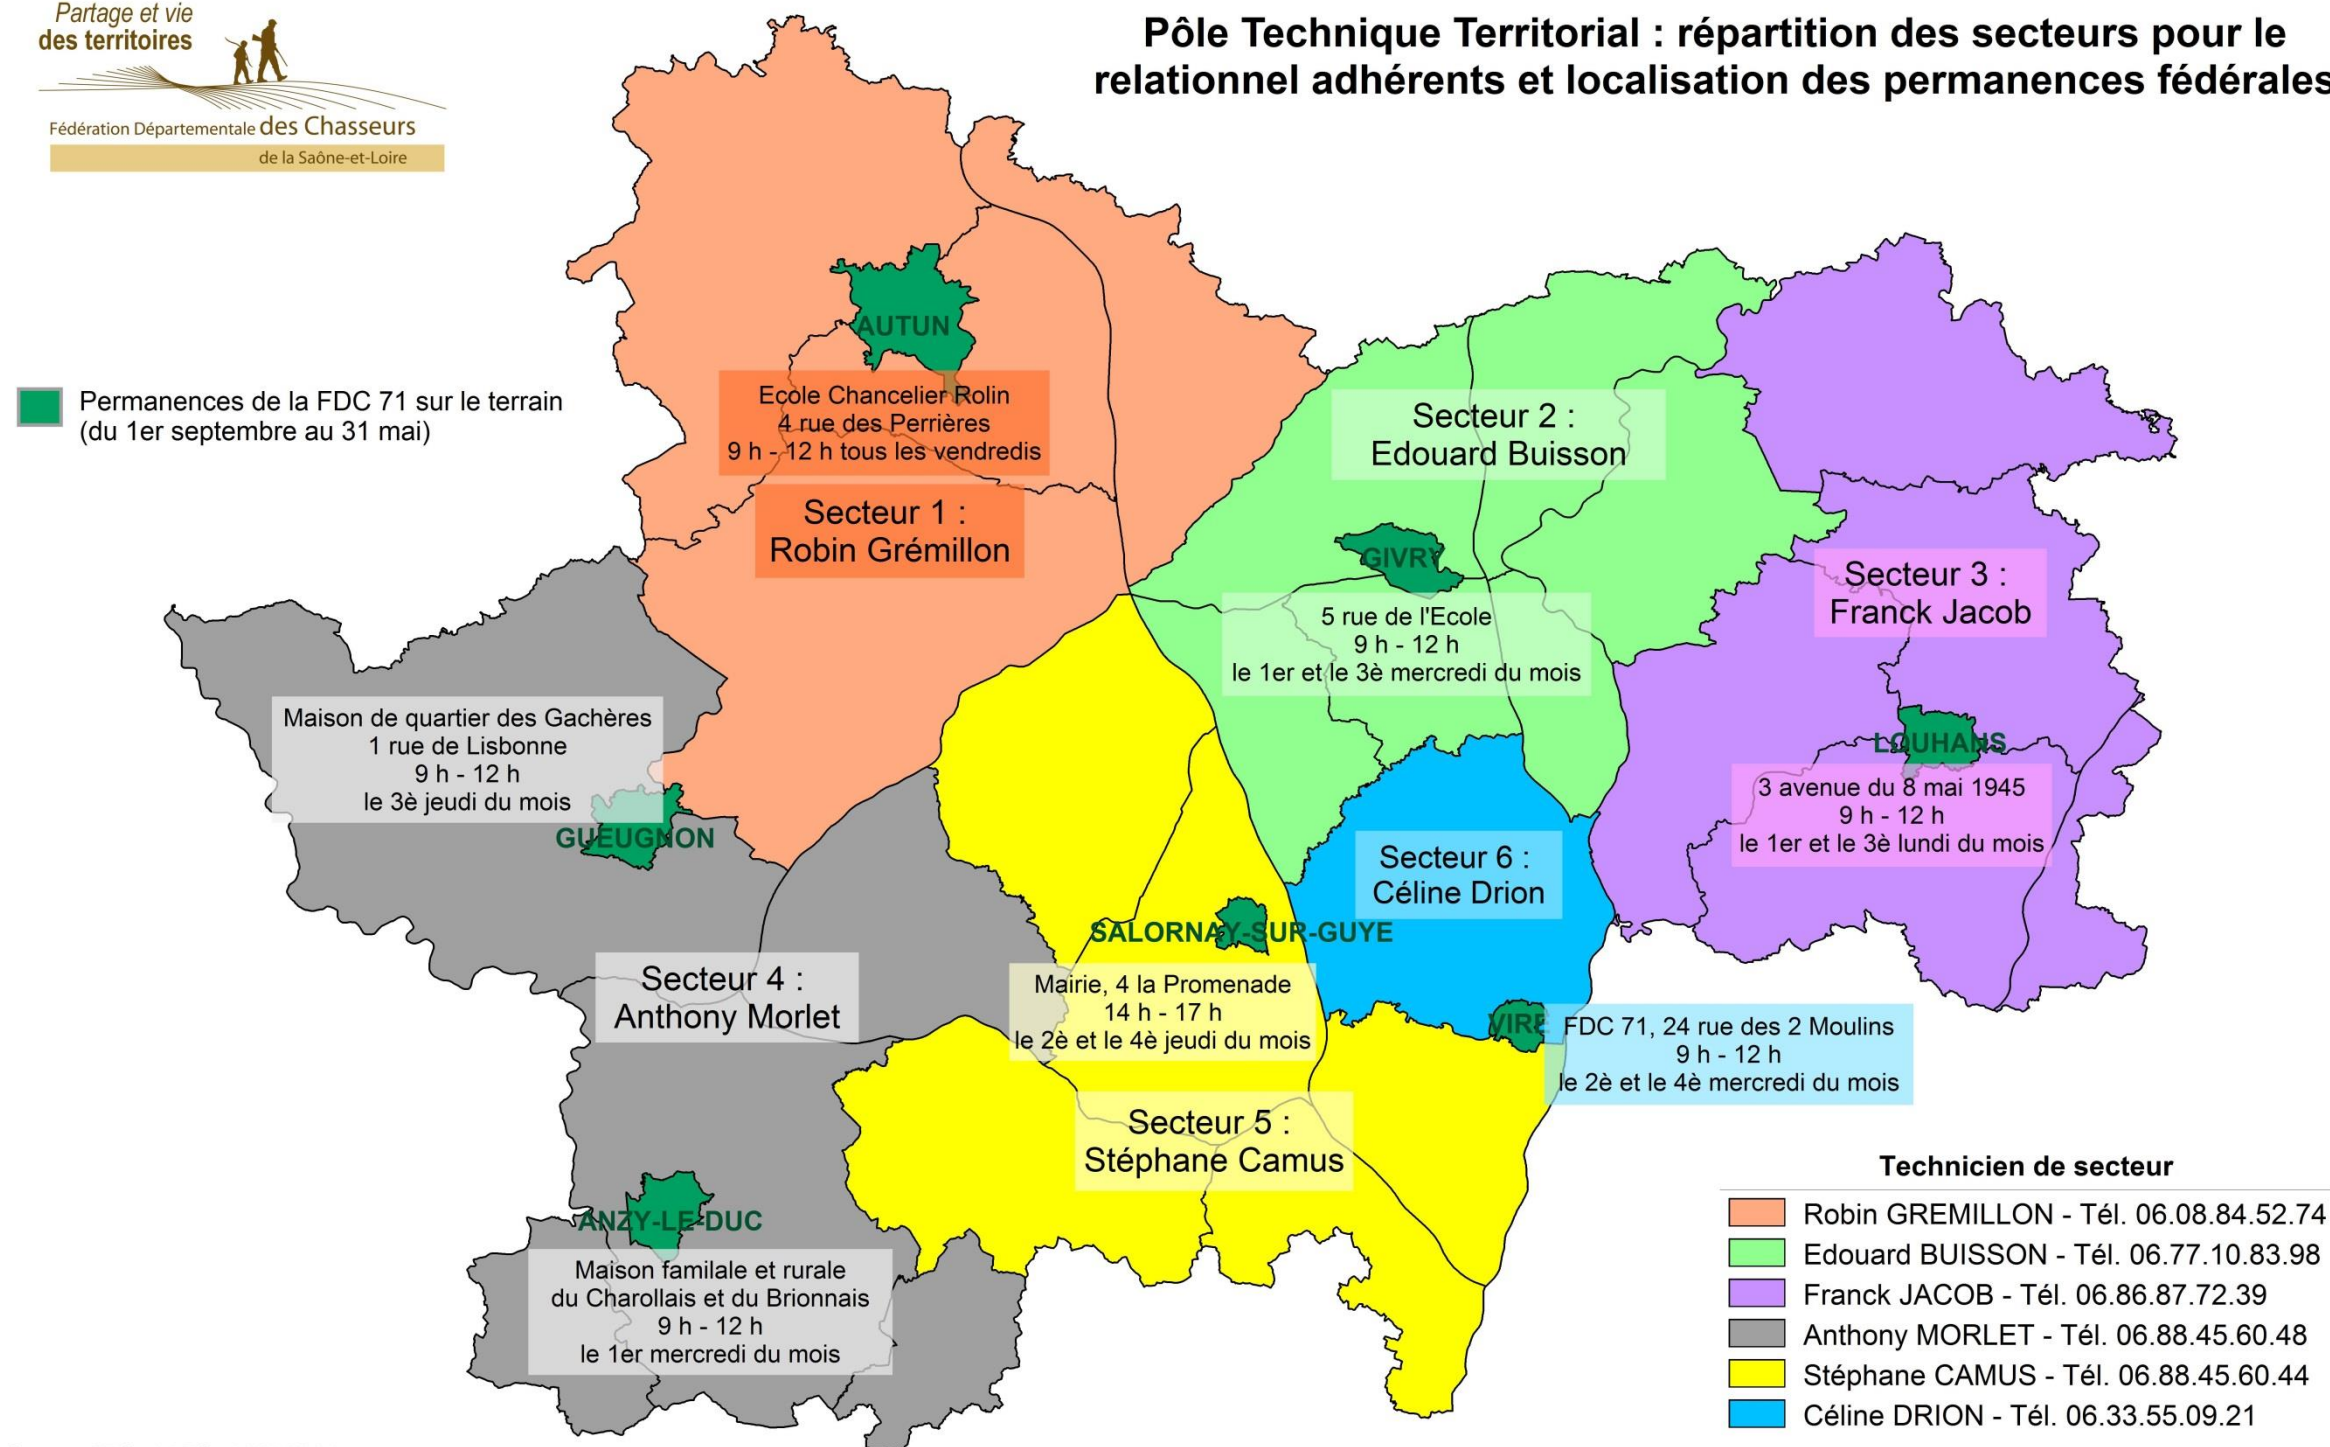 Partage et vie
des territoires
Fédération Départementale des Chasseurs
de la Saône-et-Loire
Pôle Technique Territorial : répartition des secteurs pour le
relationnel adhérents et localisation des permanences fédérales
Permanences de la FDC 71 sur le terrain
(du 1er septembre au 31 mai)
AUTUN
Ecole Chancelier Rolin
4 rue des Perrières
9 h - 12 h tous les vendredis
Secteur 1 :
Robin Grémillon
Secteur 2 :
Edouard Buisson
GIVRY
5 rue de l'Ecole
9 h - 12 h
le 1er et le 3è mercredi du mois
Secteur 3 :
Franck Jacob
LOUHANS
3 avenue du 8 mai 1945
9 h - 12 h
le 1er et le 3è lundi du mois
Maison de quartier des Gachères
1 rue de Lisbonne
9 h - 12 h
le 3è jeudi du mois
GUEUGNON
Secteur 4 :
Anthony Morlet
Secteur 6 :
Céline Drion
SALORNAY-SUR-GUYE
Mairie, 4 la Promenade
14 h - 17 h
le 2è et le 4è jeudi du mois
VIRE
FDC 71, 24 rue des 2 Moulins
9 h - 12 h
le 2è et le 4è mercredi du mois
Secteur 5 :
Stéphane Camus
ANZY-LE-DUC
Maison familale et rurale
du Charollais et du Brionnais
9 h - 12 h
le 1er mercredi du mois
Technicien de secteur
Robin GREMILLON - Tél. 06.08.84.52.74
Edouard BUISSON - Tél. 06.77.10.83.98
Franck JACOB - Tél. 06.86.87.72.39
Anthony MORLET - Tél. 06.88.45.60.48
Stéphane CAMUS - Tél. 06.88.45.60.44
Céline DRION - Tél. 06.33.55.09.21